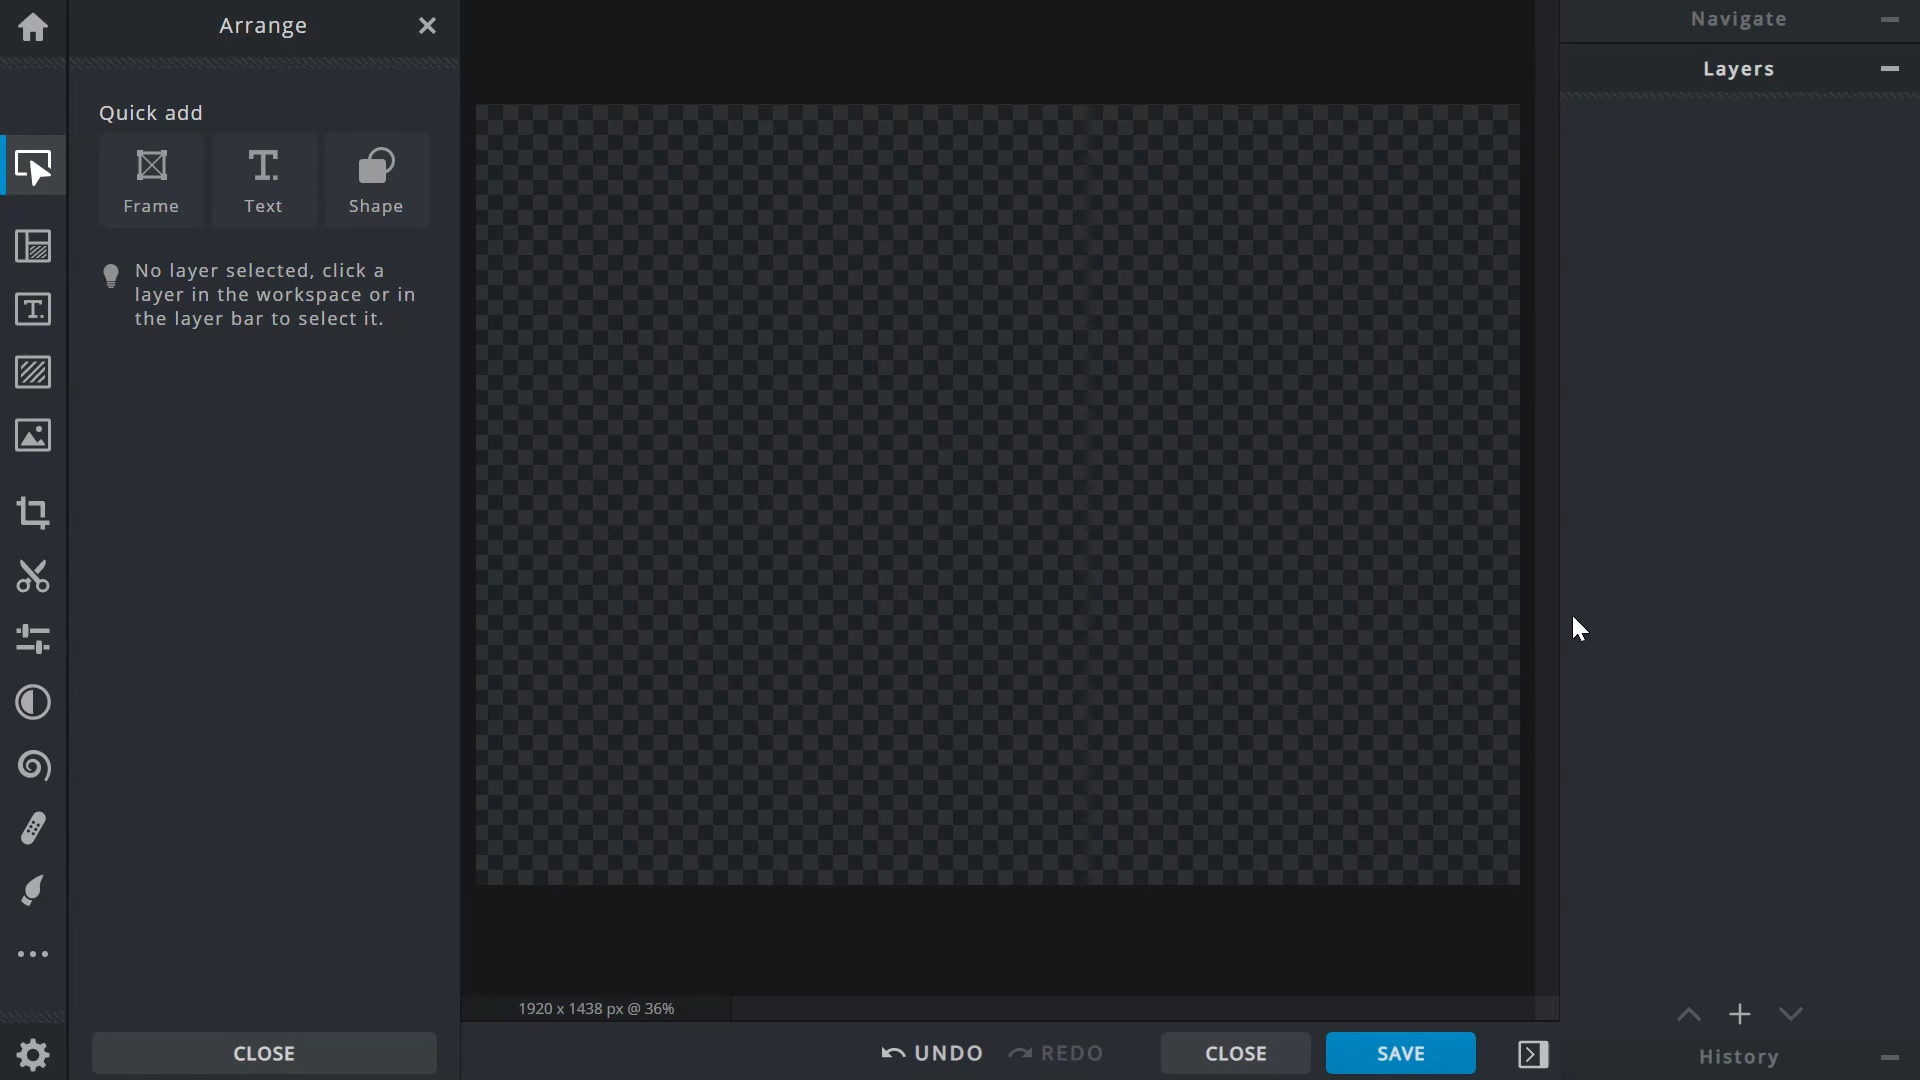 Arrange
Quick add
Frame
Text
Shape
No layer selected, click a
layer in the workspace or in
the layer bar to select it.
CLOSE
1920 x 1438 px @ 36%
UNDO
REDO
CLOSE
SAVE
Navigate
Layers
History